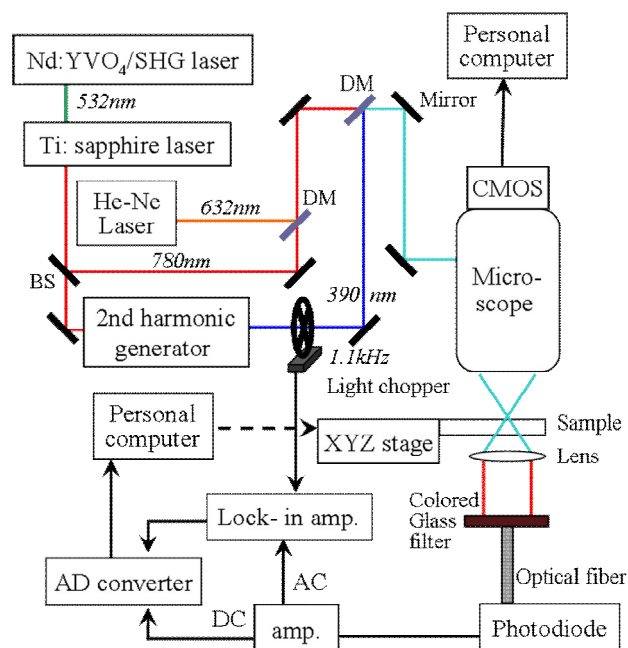 Nd:YVO4/SHG laser
532nm
Ti: sapphire laser
He-Ne
Laser
632nm
DM
DM
Mirror
Personal
computer
CMOS
Micro-
scope
BS
780nm
390 nm
2nd harmonic
generator
1.1kHz
Light chopper
Personal
computer
XYZ stage
Sample
Lens
Colored
Glass
filter
Lock- in amp.
AD converter
AC
DC
amp.
Optical fiber
Photodiode